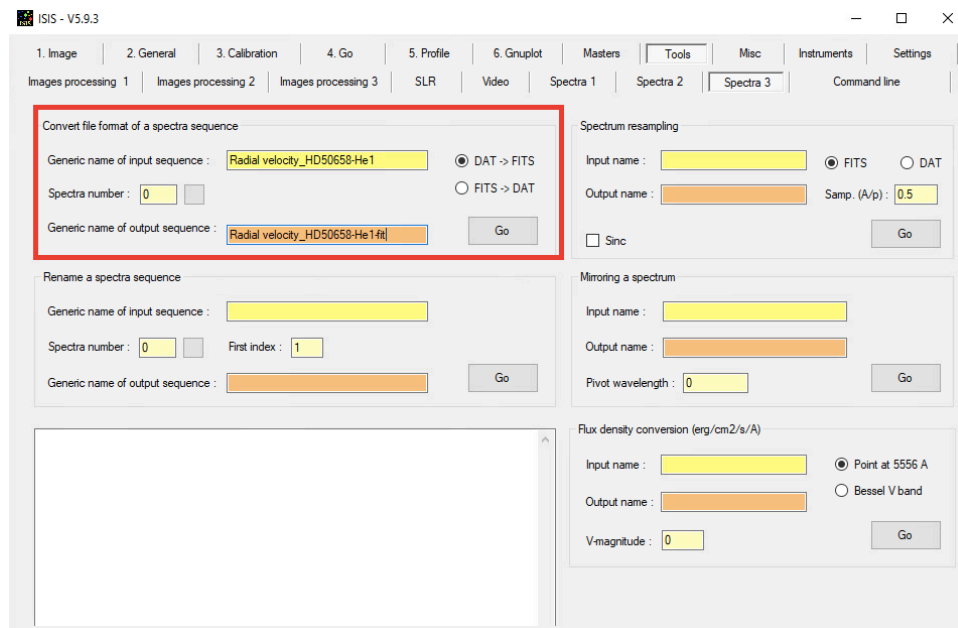 ISIS - V5.9.3
1. Image 2. General 3. Calibration 4. Go 5. Profile 6. Gnuplot Masters Tools Misc Instruments Settings
Images processing 1 Images processing 2 Images processing 3 SLR Video Spectra 1 Spectra 2 Spectra 3 Command line
Convert file format of a spectra sequence
Generic name of input sequence : Radial velocity_HD50658-He1 DAT -> FITS
Spectra number : 0 FITS -> DAT
Generic name of output sequence : Radial velocity_HD50658-He1-fit Go
Spectrum resampling
Input name : FITS DAT
Output name : Samp. (A/p) : 0.5
Sinc Go
Rename a spectra sequence
Generic name of input sequence :
Spectra number : 0 First index : 1
Generic name of output sequence : Go
Mirroring a spectrum
Input name :
Output name :
Pivot wavelength : 0 Go
Flux density conversion (erg/cm2/s/A)
Input name : Point at 5556 A
Output name : Bessel V band
V-magnitude : 0 Go